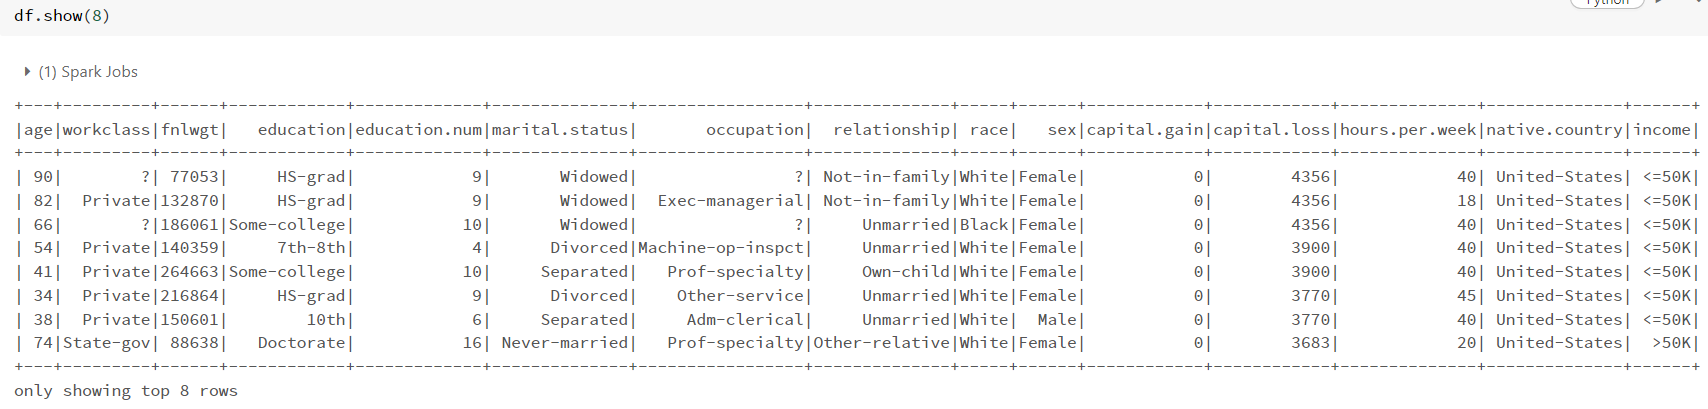 Python
df.show(8)
(1) Spark Jobs
+---+---------+------+------------+-------------+--------------+-----------------+--------------+-----+------+------------+------------+--------------+--------------+------+
|age|workclass|fnlwgt|   education|education.num|marital.status|       occupation|  relationship| race|   sex|capital.gain|capital.loss|hours.per.week|native.country|income|
+---+---------+------+------------+-------------+--------------+-----------------+--------------+-----+------+------------+------------+--------------+--------------+------+
| 90|        ?| 77053|     HS-grad|            9|       Widowed|                ?| Not-in-family|White|Female|           0|        4356|            40| United-States| <=50K|
| 82|  Private|132870|     HS-grad|            9|       Widowed|  Exec-managerial| Not-in-family|White|Female|           0|        4356|            18| United-States| <=50K|
| 66|        ?|186061|Some-college|           10|       Widowed|                ?|     Unmarried|Black|Female|           0|        4356|            40| United-States| <=50K|
| 54|  Private|140359|     7th-8th|            4|      Divorced|Machine-op-inspct|     Unmarried|White|Female|           0|        3900|            40| United-States| <=50K|
| 41|  Private|264663|Some-college|           10|     Separated|   Prof-specialty|     Own-child|White|Female|           0|        3900|            40| United-States| <=50K|
| 34|  Private|216864|     HS-grad|            9|      Divorced|    Other-service|     Unmarried|White|Female|           0|        3770|            45| United-States| <=50K|
| 38|  Private|150601|        10th|            6|     Separated|     Adm-clerical|     Unmarried|White|  Male|           0|        3770|            40| United-States| <=50K|
| 74|State-gov| 88638|   Doctorate|           16| Never-married|   Prof-specialty|Other-relative|White|Female|           0|        3683|            20| United-States|  >50K|
+---+---------+------+------------+-------------+--------------+-----------------+--------------+-----+------+------------+------------+--------------+--------------+------+
only showing top 8 rows